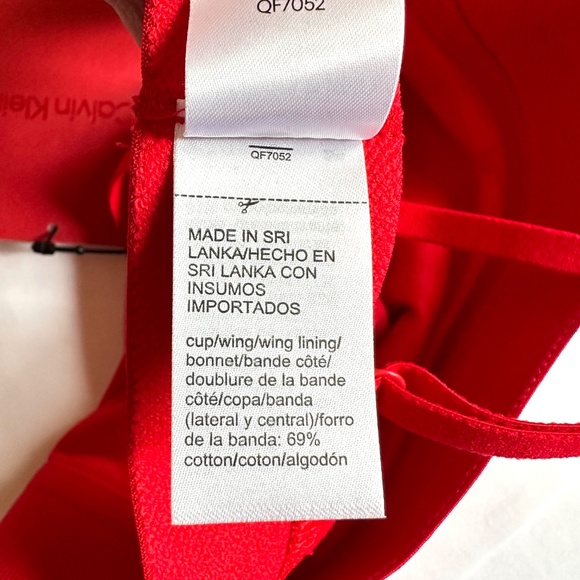 QF7052
Calvin Klein
QF7052
MADE IN SRI
LANKA/HECHO EN
SRI LANKA CON
INSUMOS
IMPORTADOS
cup/wing/wing lining/
bonnet/bande côté/
doublure de la bande
côté/copa/banda
(lateral y central)/forro
de la banda: 69%
cotton/coton/algodón